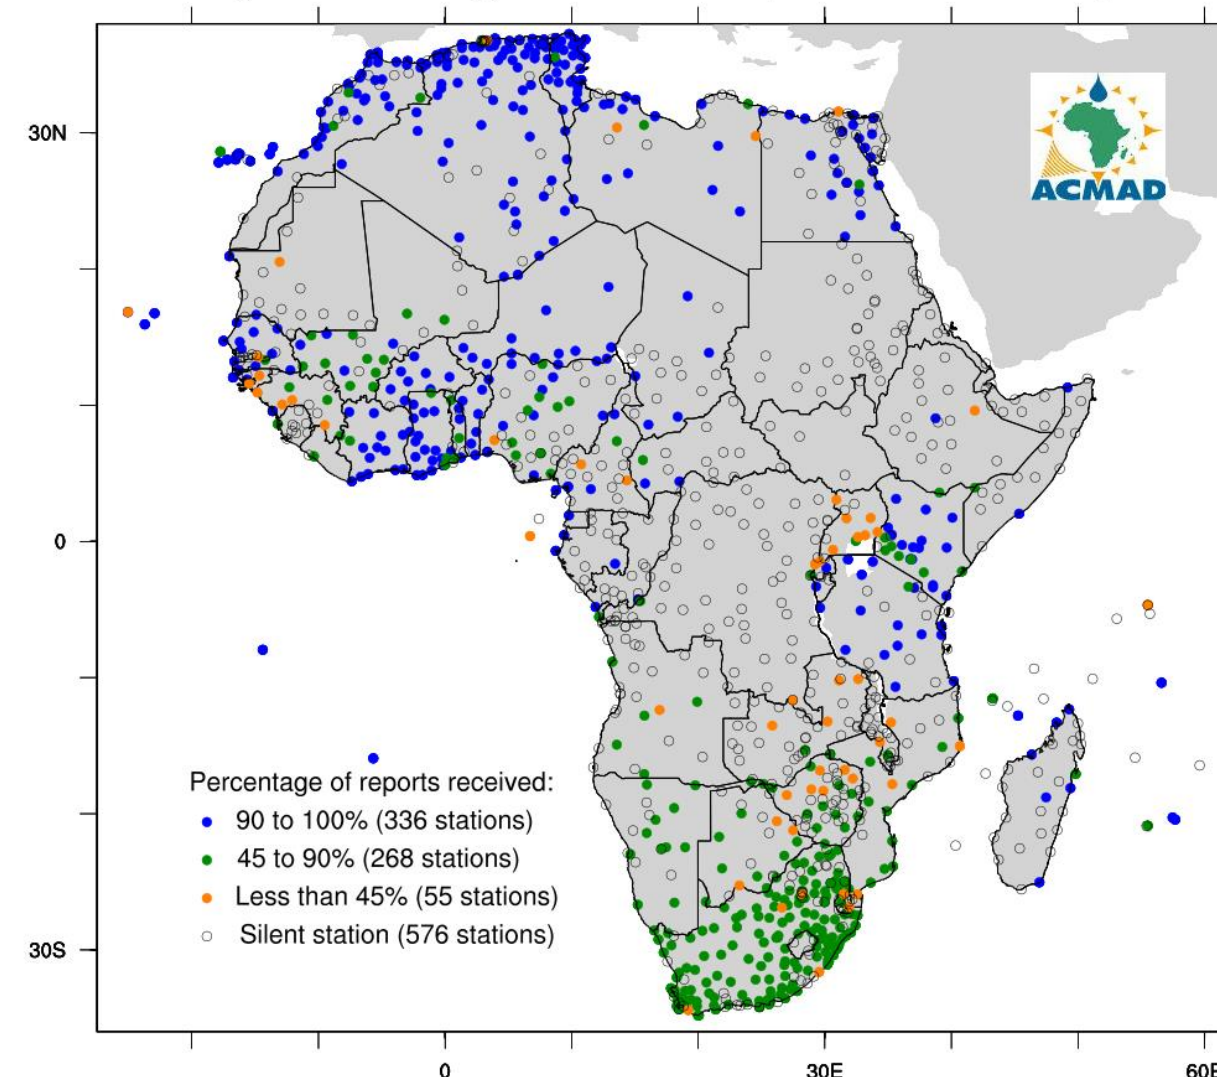 ACMAD
30N
0
30S
Percentage of reports received:
90 to 100% (336 stations)
45 to 90% (268 stations)
Less than 45% (55 stations)
Silent station (576 stations)
0
30E
60E